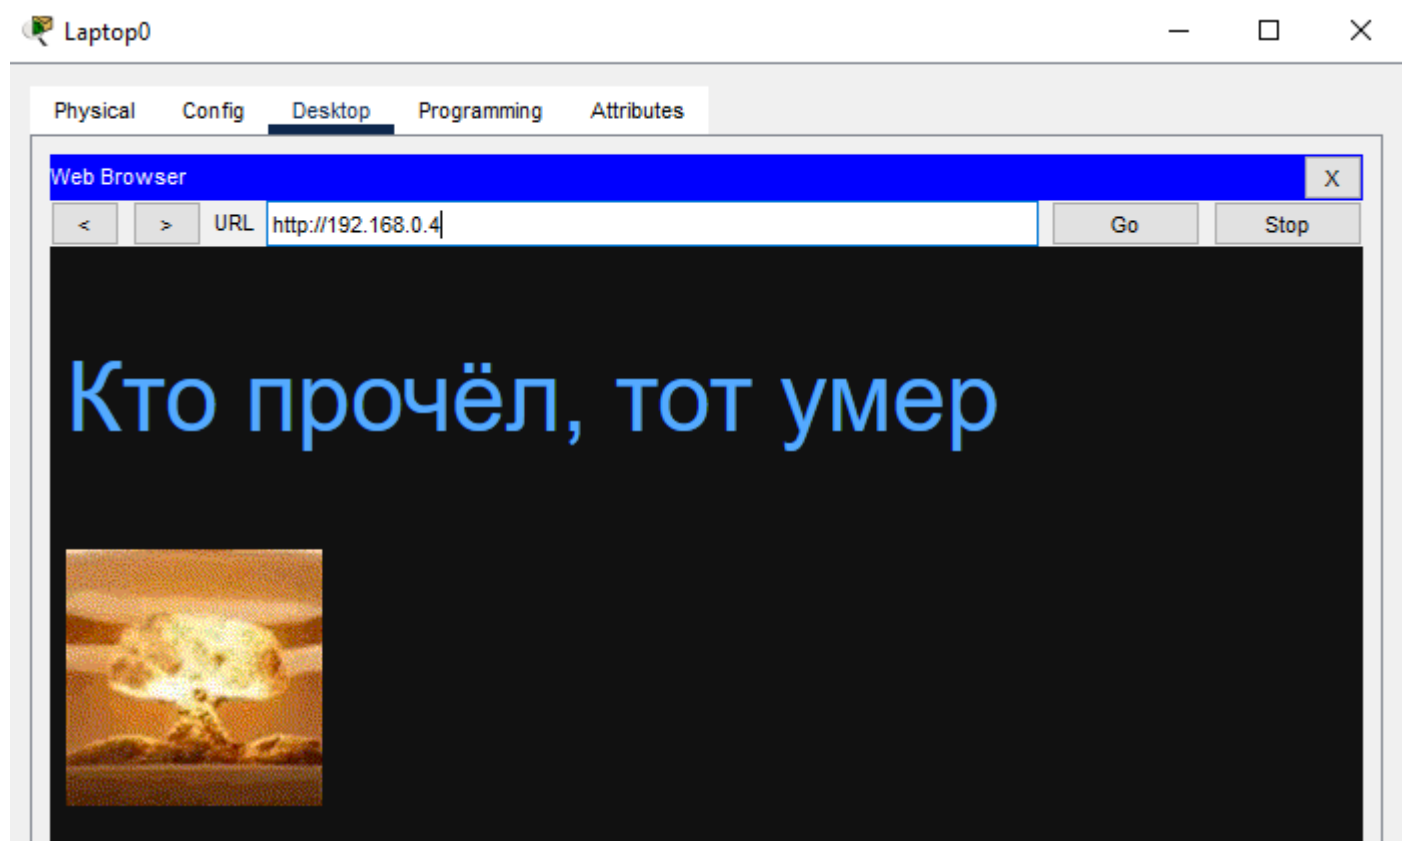 Laptop0
Physical Config Desktop Programming Attributes
Web Browser X
< > URL http://192.168.0.4 Go Stop
Кто прочёл, тот умер